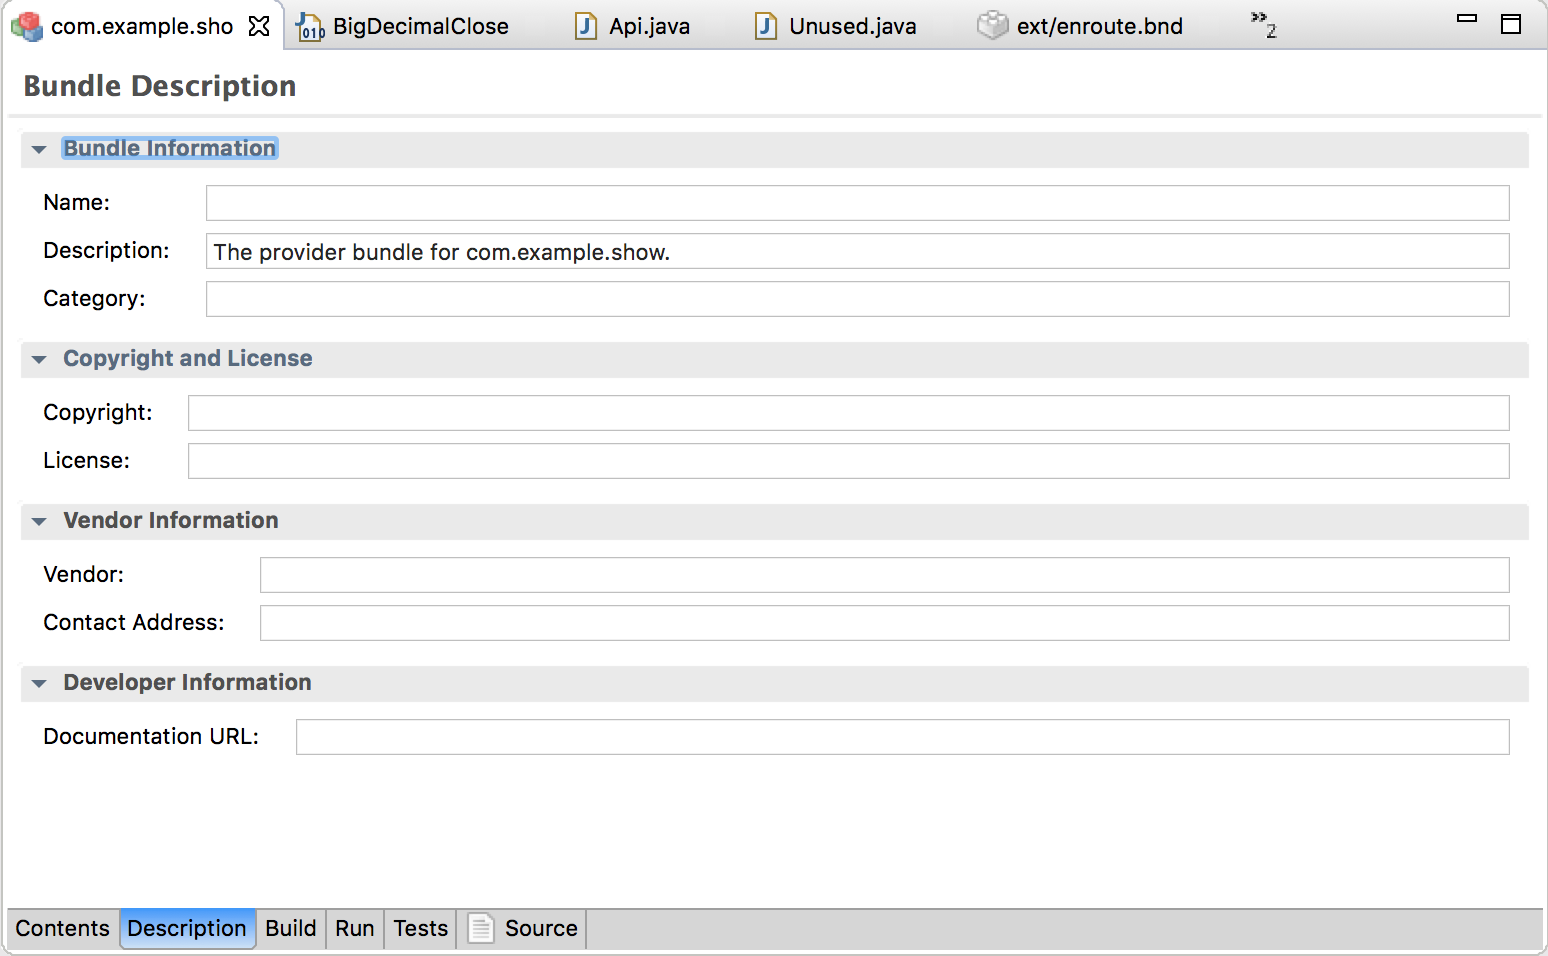 com.example.sho BigDecimalClose Api.java Unused.java ext/enroute.bnd »2
Bundle Description
Bundle Information
Name:
Description: The provider bundle for com.example.show.
Category:
Copyright and License
Copyright:
License:
Vendor Information
Vendor:
Contact Address:
Developer Information
Documentation URL:
Contents Description Build Run Tests Source